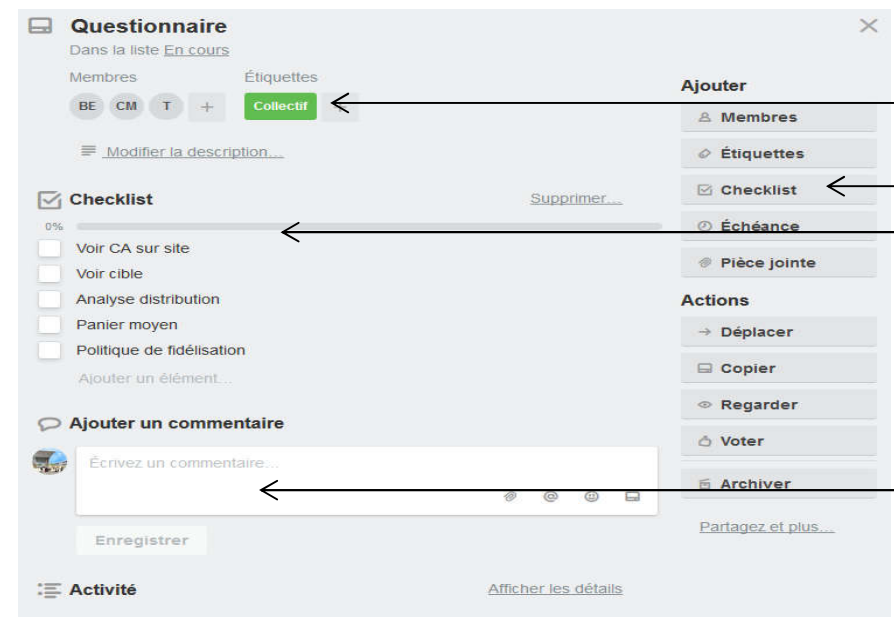 Questionnaire
Dans la liste En cours
Membres
Étiquettes
BE CM T +
Collectif
Modifier la description...
Checklist
Supprimer...
0%
Voir CA sur site
Voir cible
Analyse distribution
Panier moyen
Politique de fidélisation
Ajouter un élément...
Ajouter un commentaire
Écrivez un commentaire...
@
Enregistrer
Activité
Afficher les détails
Ajouter
Membres
Étiquettes
Checklist
Échéance
Pièce jointe
Actions
Déplacer
Copier
Regarder
Voter
Archiver
Partagez et plus...